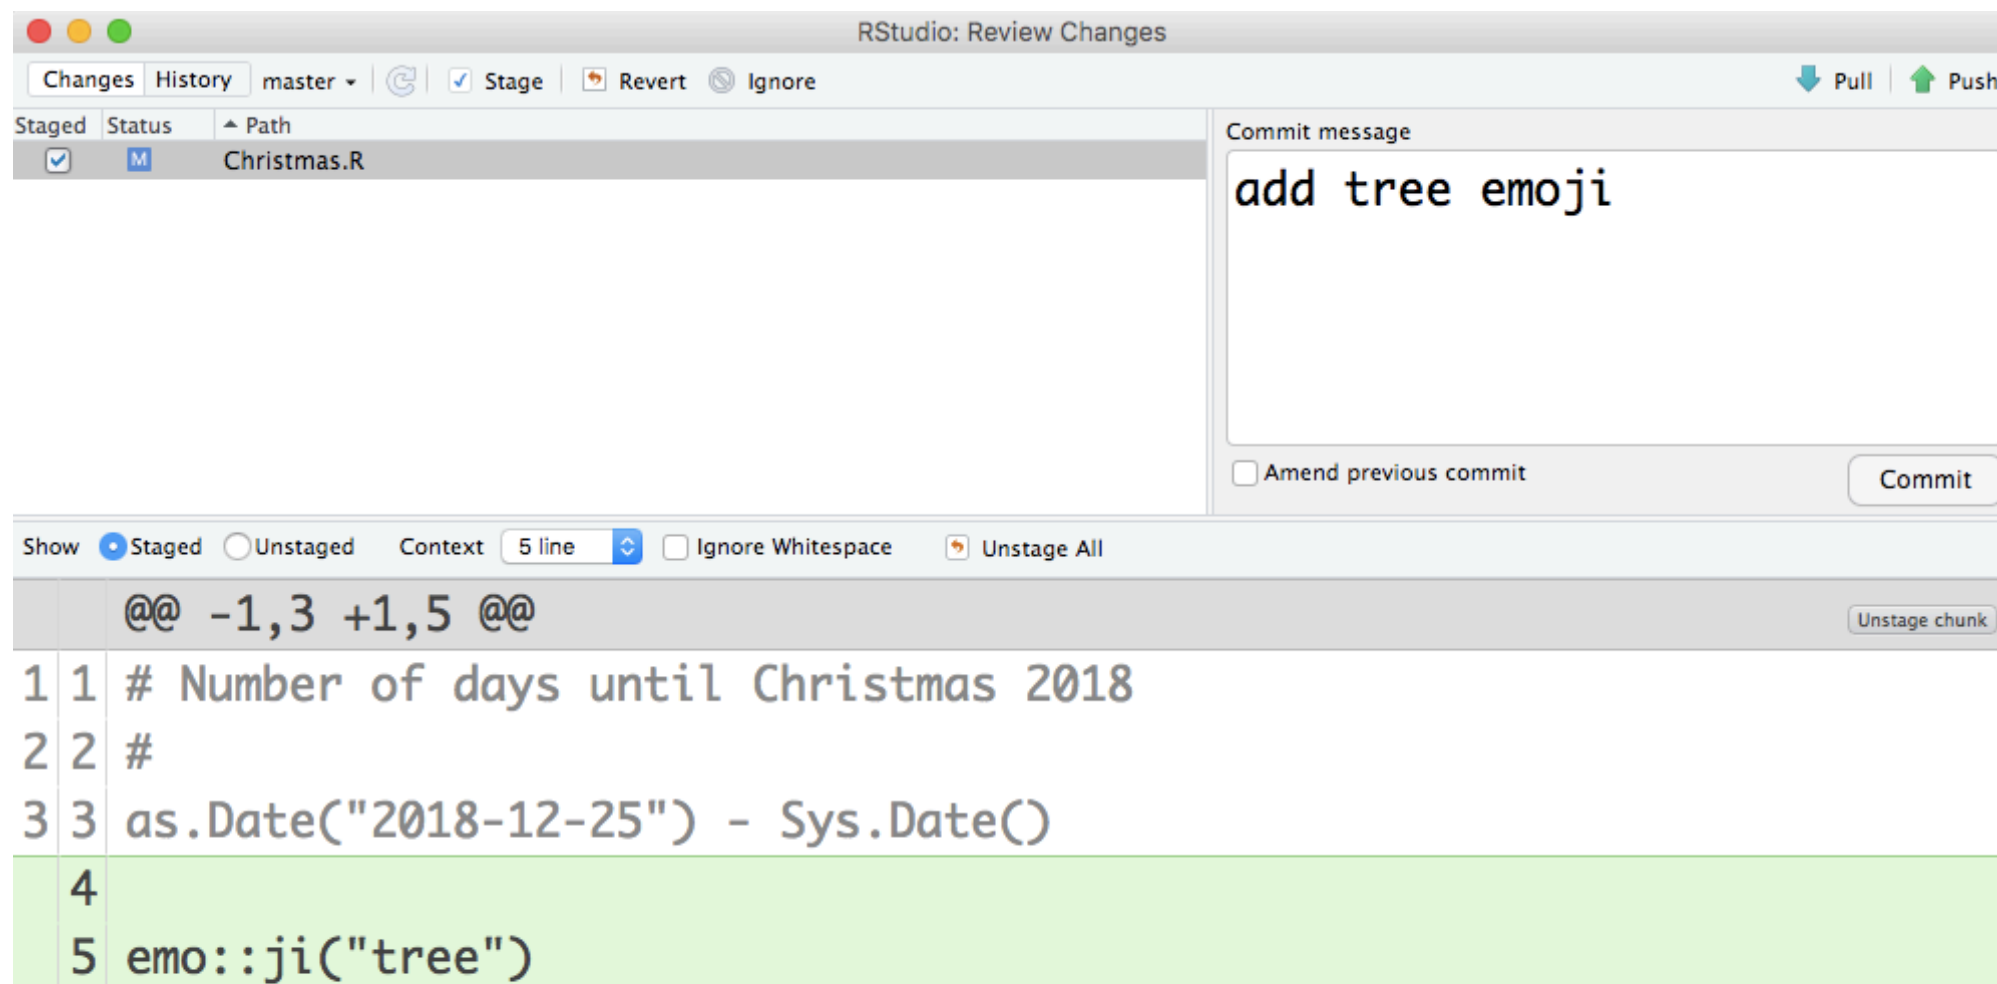 RStudio: Review Changes
Changes History master Stage Revert Ignore Pull Push
Staged Status Path
M Christmas.R
Commit message
add tree emoji
Amend previous commit
Commit
Show Staged Unstaged Context 5 line Ignore Whitespace Unstage All
@@ -1,3 +1,5 @@ Unstage chunk
1 1 # Number of days until Christmas 2018
2 2 #
3 3 as.Date("2018-12-25") - Sys.Date()
4
5 emo::ji("tree")